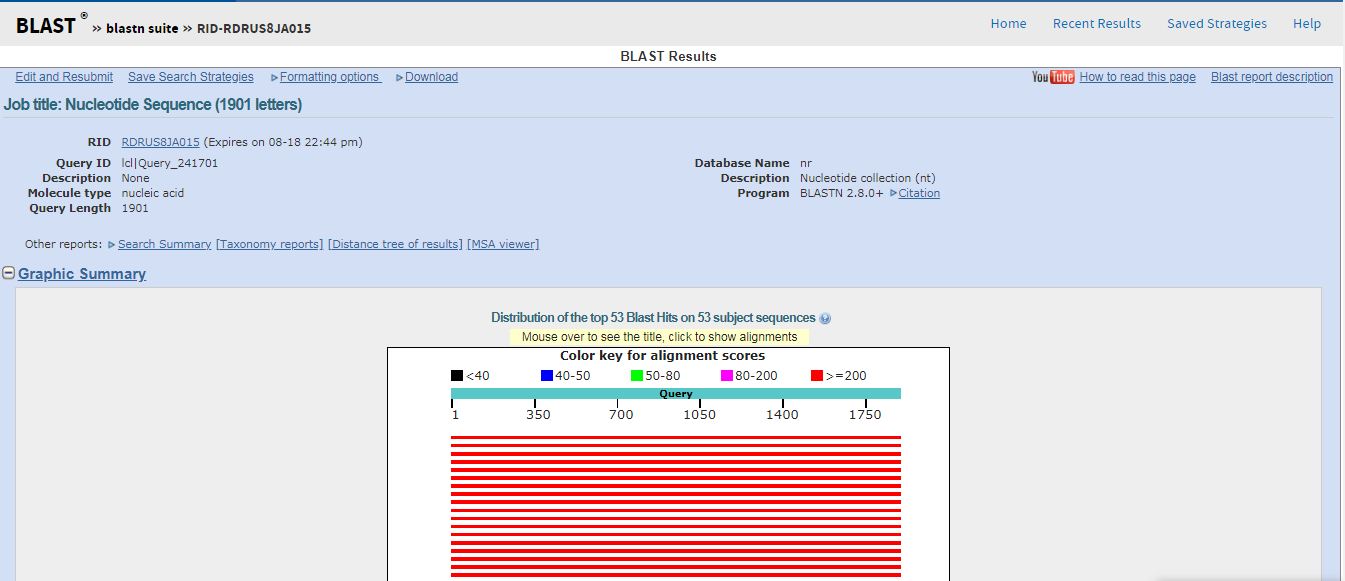 BLAST ® » blastn suite » RID-RDRUS8JA015 Home Recent Results Saved Strategies Help
BLAST Results
Edit and Resubmit Save Search Strategies Formatting options Download YouTube How to read this page Blast report description
Job title: Nucleotide Sequence (1901 letters)
RID RDRUS8JA015 (Expires on 08-18 22:44 pm)
Query ID lcl|Query_241701 Database Name nr
Description None Description Nucleotide collection (nt)
Molecule type nucleic acid Program BLASTN 2.8.0+ Citation
Query Length 1901
Other reports: Search Summary [Taxonomy reports] [Distance tree of results] [MSA viewer]
Graphic Summary
Distribution of the top 53 Blast Hits on 53 subject sequences ?
Mouse over to see the title, click to show alignments
Color key for alignment scores
<40 40-50 50-80 80-200 >=200
Query
1 350 700 1050 1400 1750